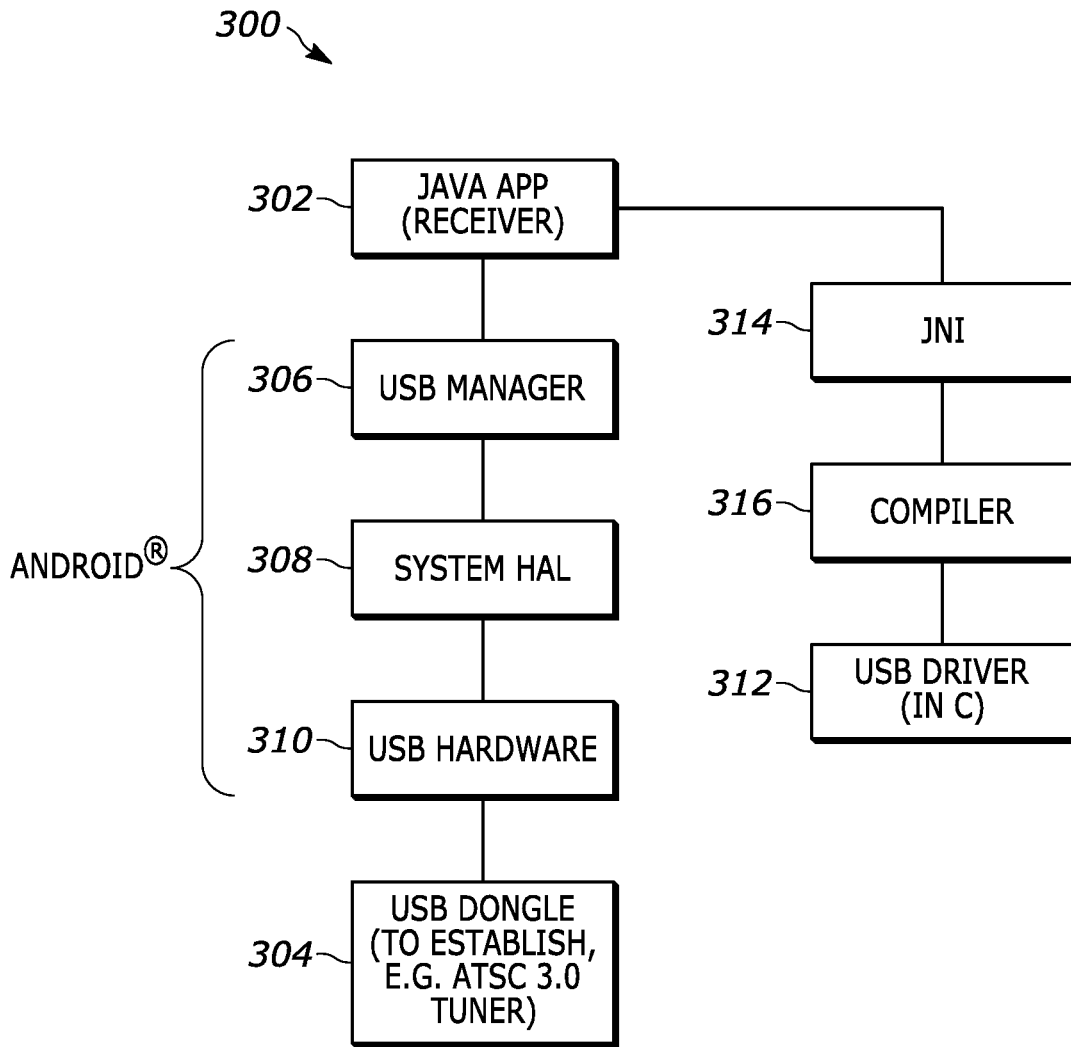 300
302
JAVA APP
(RECEIVER)
314
JNI
306
USB MANAGER
316
COMPILER
ANDROID®
308
SYSTEM HAL
312
USB DRIVER
(IN C)
310
USB HARDWARE
304
USB DONGLE
(TO ESTABLISH,
E.G. ATSC 3.0
TUNER)